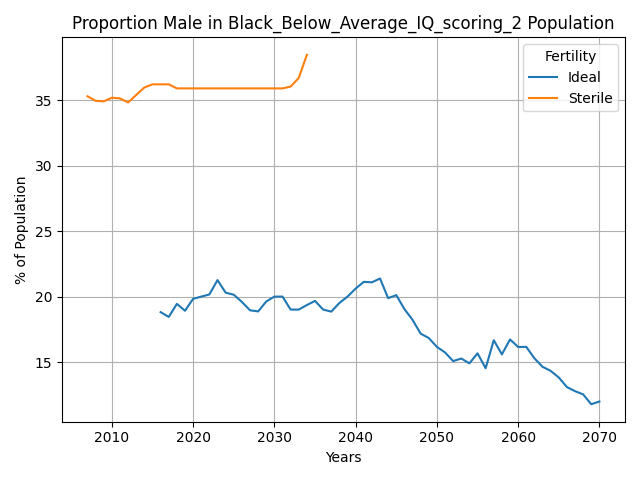 Proportion Male in Black_Below_Average_IQ_scoring_2 Population
Fertility
Ideal
Sterile
% of Population
35
30
25
20
15
2010 2020 2030 2040 2050 2060 2070
Years